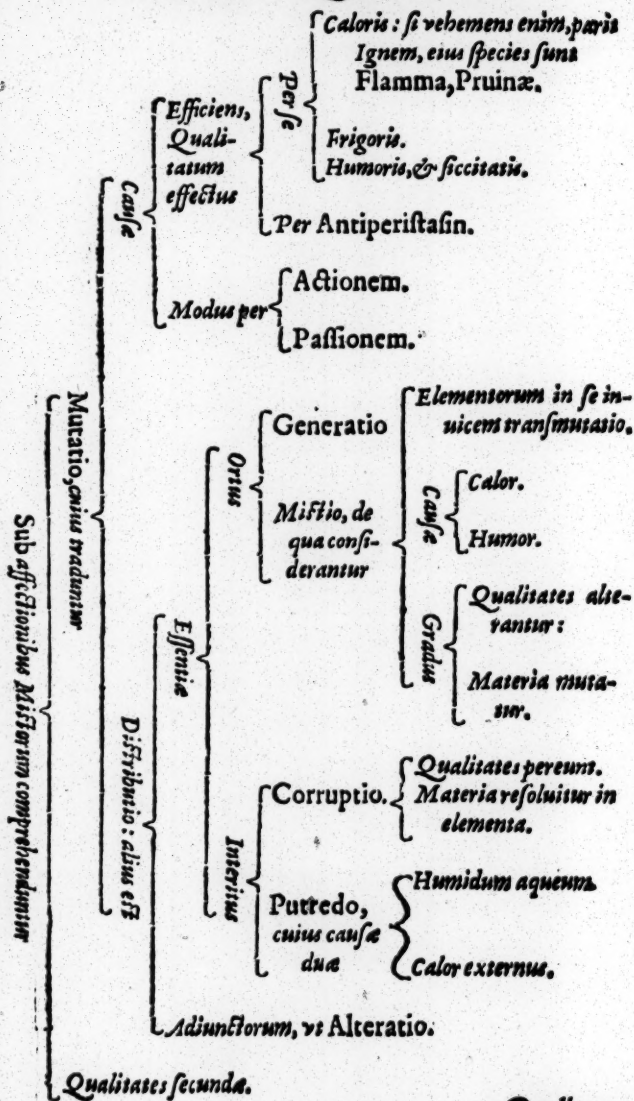 Sub affectionibus Mistorum comprehenduntur
Mutatio, cuius traduntur
Causæ
Efficiens,
Quali-
tatum
effectus
Per se
Caloris : si vehemens enim, parit
Ignem, eius species sunt
Flamma, Pruinæ.
Frigoris.
Humoris, & siccitatis.
Per Antiperistasin.
Modus per
Actionem.
Passionem.
Distributio : alius est
Essentiæ
Ortus
Generatio
Mistio, de
qua consi-
derantur
Elementorum in se in-
uicem transmutatio.
Causæ
Calor.
Humor.
Gradus
Qualitates alte-
rantur :
Materia muta-
tur.
Interitus
Corruptio.
Qualitates pereunt.
Materia resoluitur in
elementa.
Putredo,
cuius causæ
duæ
Humidum aqueum.
Calor externus.
Adiunctorum, vt Alteratio.
Qualitates secundæ.